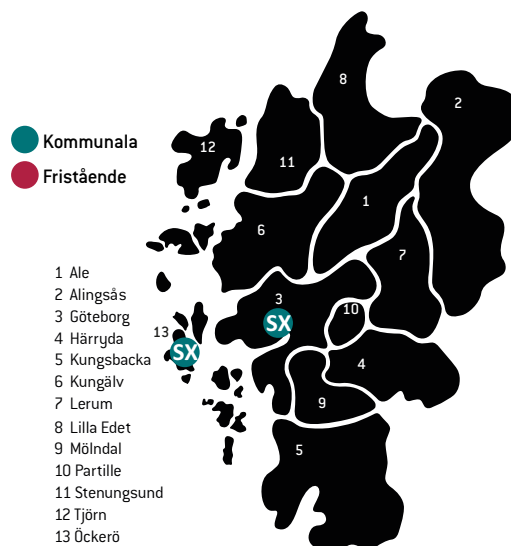 8
2
Kommunala
12
Fristående
11
1
6
7
1 Ale
2 Alingsås
3 Göteborg
4 Härryda
5 Kungsbacka
6 Kungälv
7 Lerum
8 Lilla Edet
9 Mölndal
10 Partille
11 Stenungsund
12 Tjörn
13 Öckerö
3
SX
10
13
SX
4
9
5